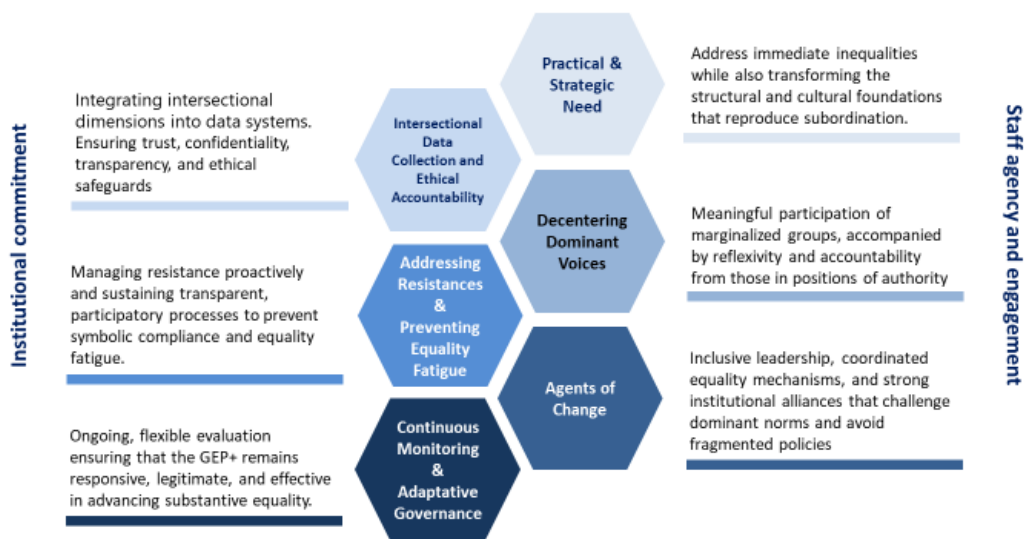 Institutional commitment
Integrating intersectional
dimensions into data systems.
Ensuring trust, confidentiality,
transparency, and ethical
safeguards
Intersectional
Data
Collection and
Ethical
Accountability
Practical &
Strategic
Need
Address immediate inequalities
while also transforming the
structural and cultural foundations
that reproduce subordination.
Decentering
Dominant
Voices
Meaningful participation of
marginalized groups, accompanied
by reflexivity and accountability
from those in positions of authority
Managing resistance proactively
and sustaining transparent,
participatory processes to prevent
symbolic compliance and equality
fatigue.
Addressing
Resistances
&
Preventing
Equality
Fatigue
Agents of
Change
Inclusive leadership, coordinated
equality mechanisms, and strong
institutional alliances that challenge
dominant norms and avoid
fragmented policies
Ongoing, flexible evaluation
ensuring that the GEP+ remains
responsive, legitimate, and effective
in advancing substantive equality.
Continuous
Monitoring
&
Adaptative
Governance
Staff agency and engagement